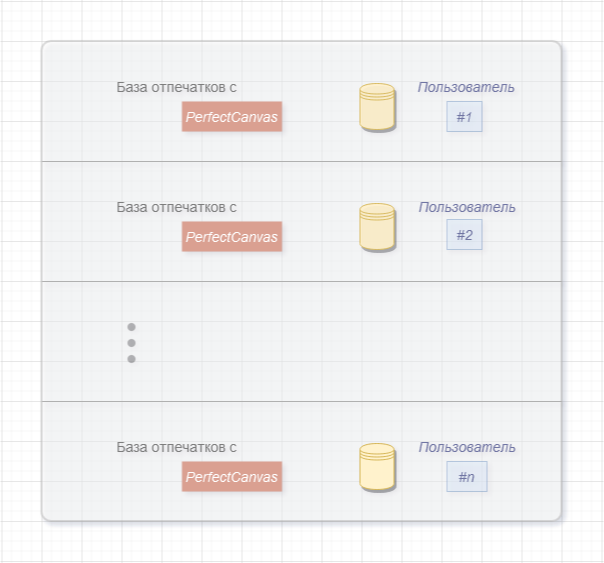 База отпечатков с
PerfectCanvas
Пользователь
#1
База отпечатков с
PerfectCanvas
Пользователь
#2
База отпечатков с
PerfectCanvas
Пользователь
#n